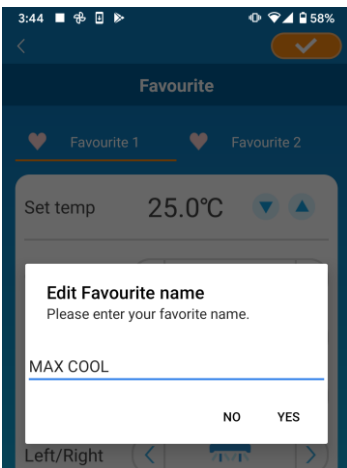 3:44 58%
Favourite
Favourite 1 Favourite 2
Set temp 25.0°C
Edit Favourite name
Please enter your favorite name.
MAX COOL
NO YES
Left/Right